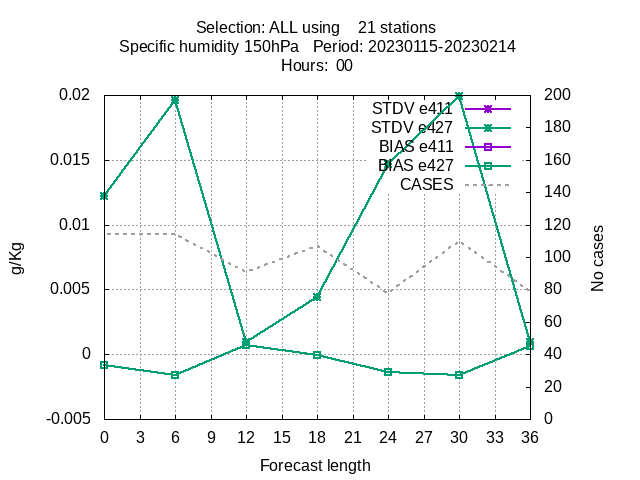 Selection: ALL using    21 stations
Specific humidity 150hPa   Period: 20230115-20230214
Hours:  00
0.02
0.015
0.01
0.005
0
-0.005
g/Kg
STDV e411
STDV e427
BIAS e411
BIAS e427
CASES
200
180
160
140
120
100
80
60
40
20
0
No cases
0 3 6 9 12 15 18 21 24 27 30 33 36
Forecast length